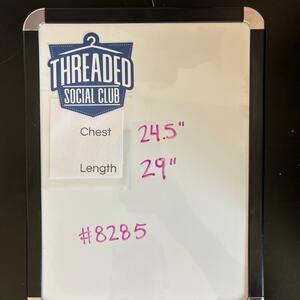 THREADED
SOCIAL CLUB
Chest 24.5"
Length 29"
#8285